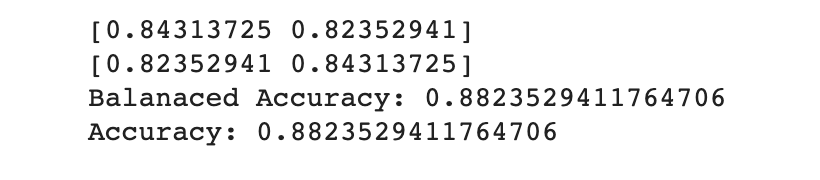 [0.84313725 0.82352941]
[0.82352941 0.84313725]
Balanaced Accuracy: 0.8823529411764706
Accuracy: 0.8823529411764706